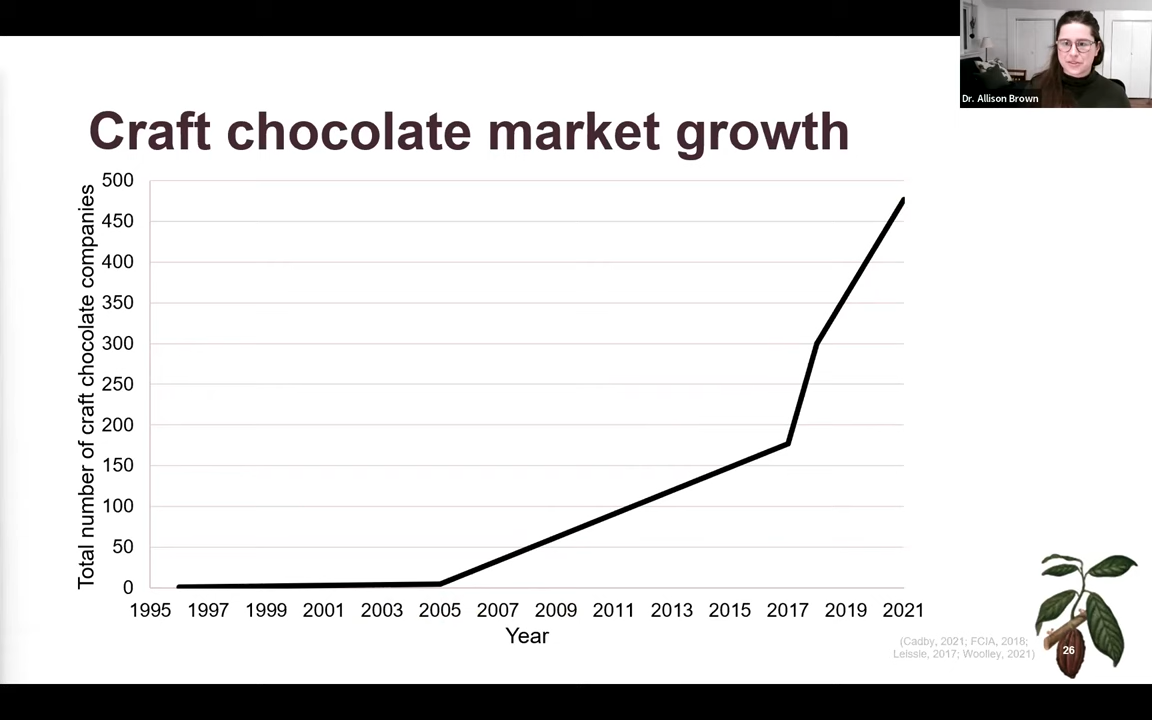 Dr. Allison Brown
Craft chocolate market growth
Total number of craft chocolate companies
500
450
400
350
300
250
200
150
100
50
0
1995 1997 1999 2001 2003 2005 2007 2009 2011 2013 2015 2017 2019 2021
Year
(Cadby, 2021; FCIA, 2018;
Leissle, 2017; Woolley, 2021)
26